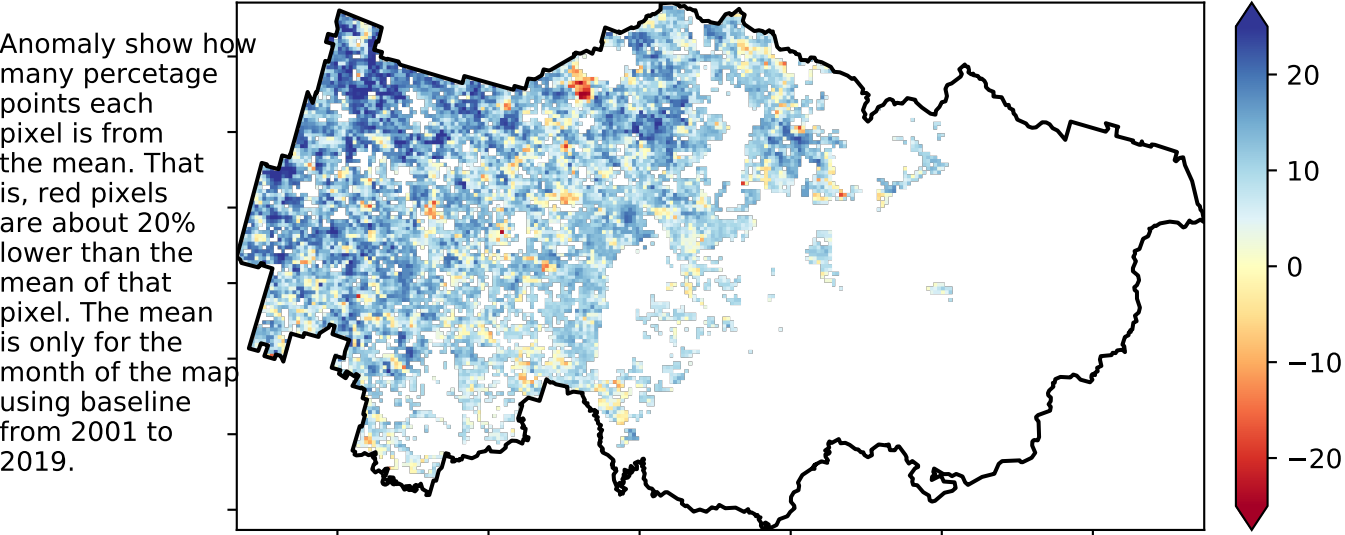 Anomaly show how
many percetage
points each
pixel is from
the mean. That
is, red pixels
are about 20%
lower than the
mean of that
pixel. The mean
is only for the
month of the map
using baseline
from 2001 to
2019.
20
10
0
−10
−20